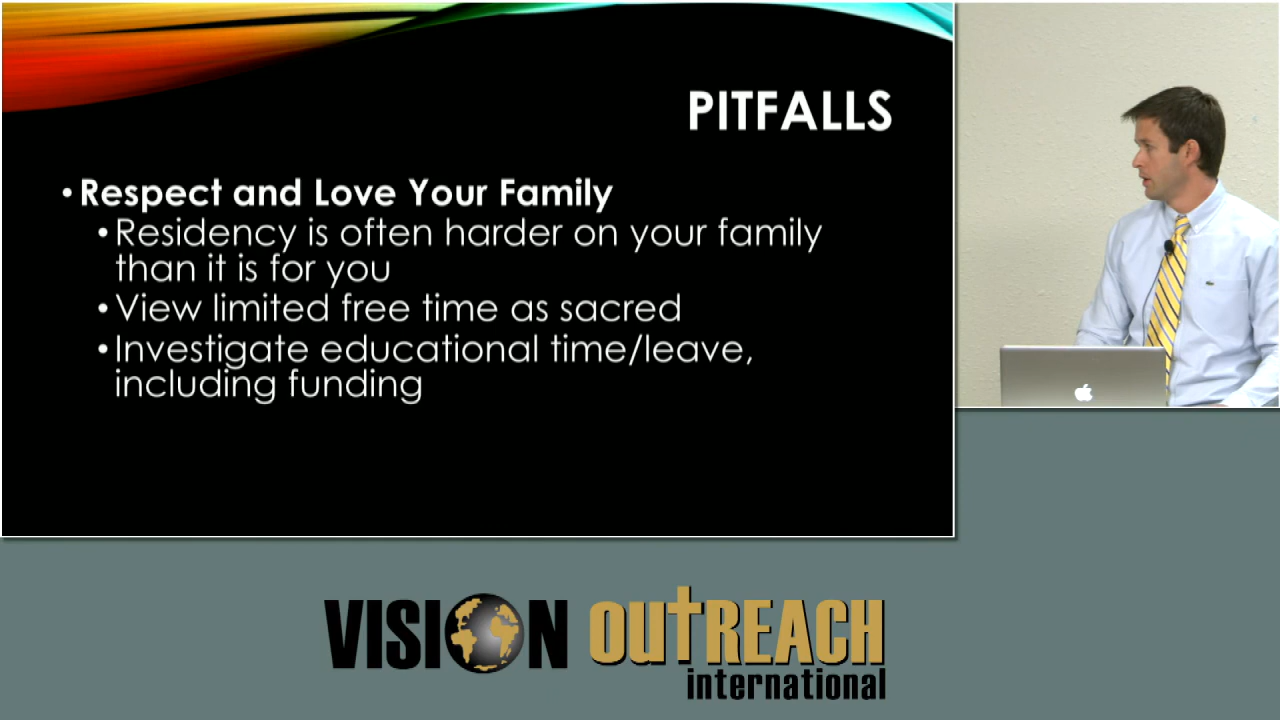 PITFALLS
• Respect and Love Your Family
• Residency is often harder on your family
than it is for you
• View limited free time as sacred
• Investigate educational time/leave,
including funding
VISION OUTREACH
international